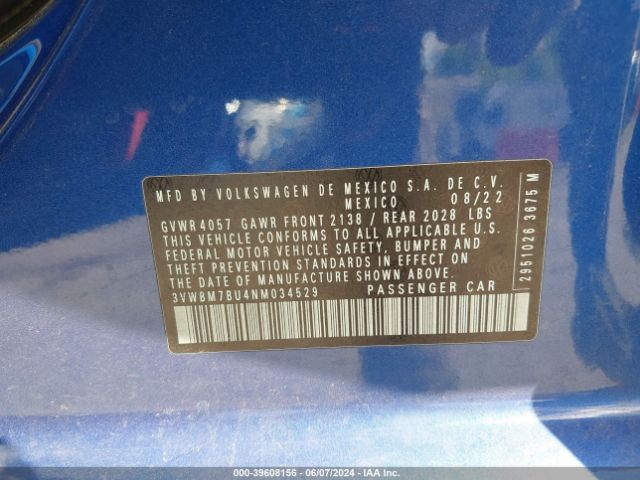 MFD BY VOLKSWAGEN DE MEXICO S.A. DE C.V.
MEXICO 08/22
GVWR 4057 GAWR FRONT 2138 / REAR 2028 LBS
THIS VEHICLE CONFORMS TO ALL APPLICABLE U.S.
FEDERAL MOTOR VEHICLE SAFETY, BUMPER AND
THEFT PREVENTION STANDARDS IN EFFECT ON
THE DATE OF MANUFACTURE SHOWN ABOVE.
3VWBM7BU4NM034529 PASSENGER CAR
2951026 3675 M
000-39608156 - 06/07/2024 - IAA Inc.